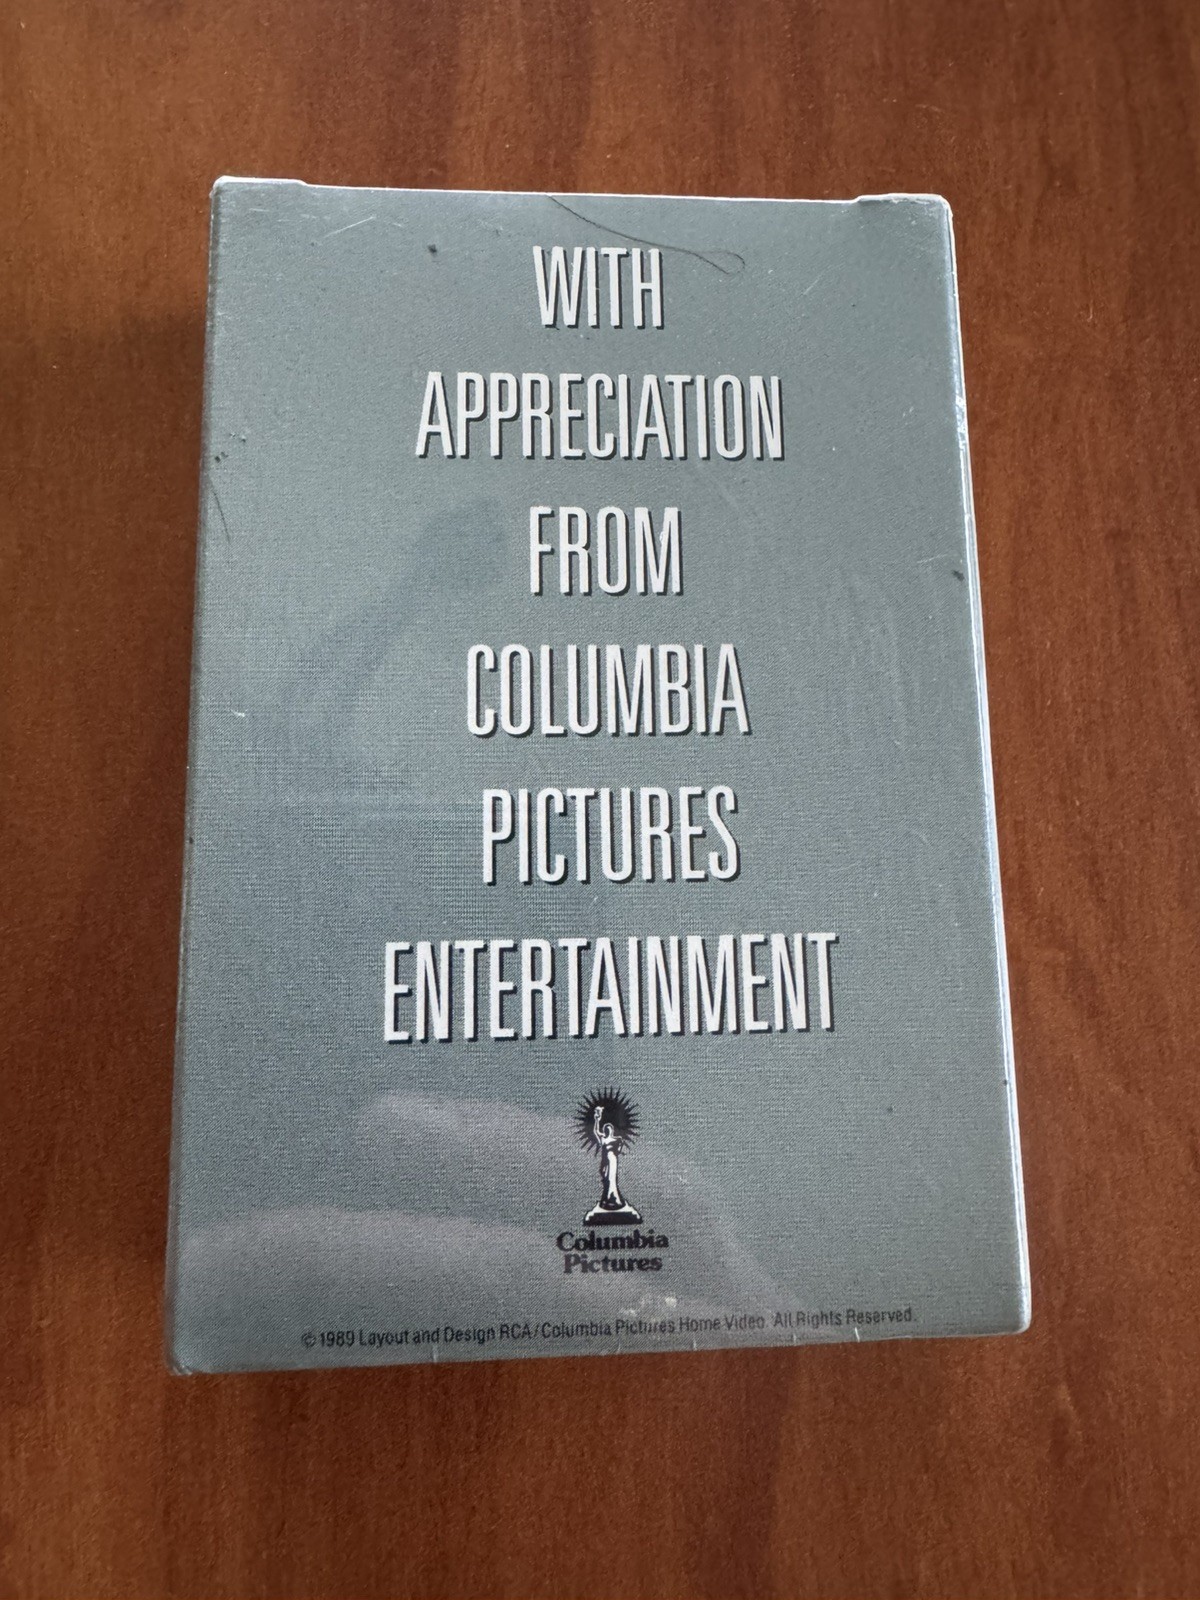 WITH
APPRECIATION
FROM
COLUMBIA
PICTURES
ENTERTAINMENT
Columbia
Pictures
©1989 Layout and Design RCA/Columbia Pictures Home Video. All Rights Reserved.